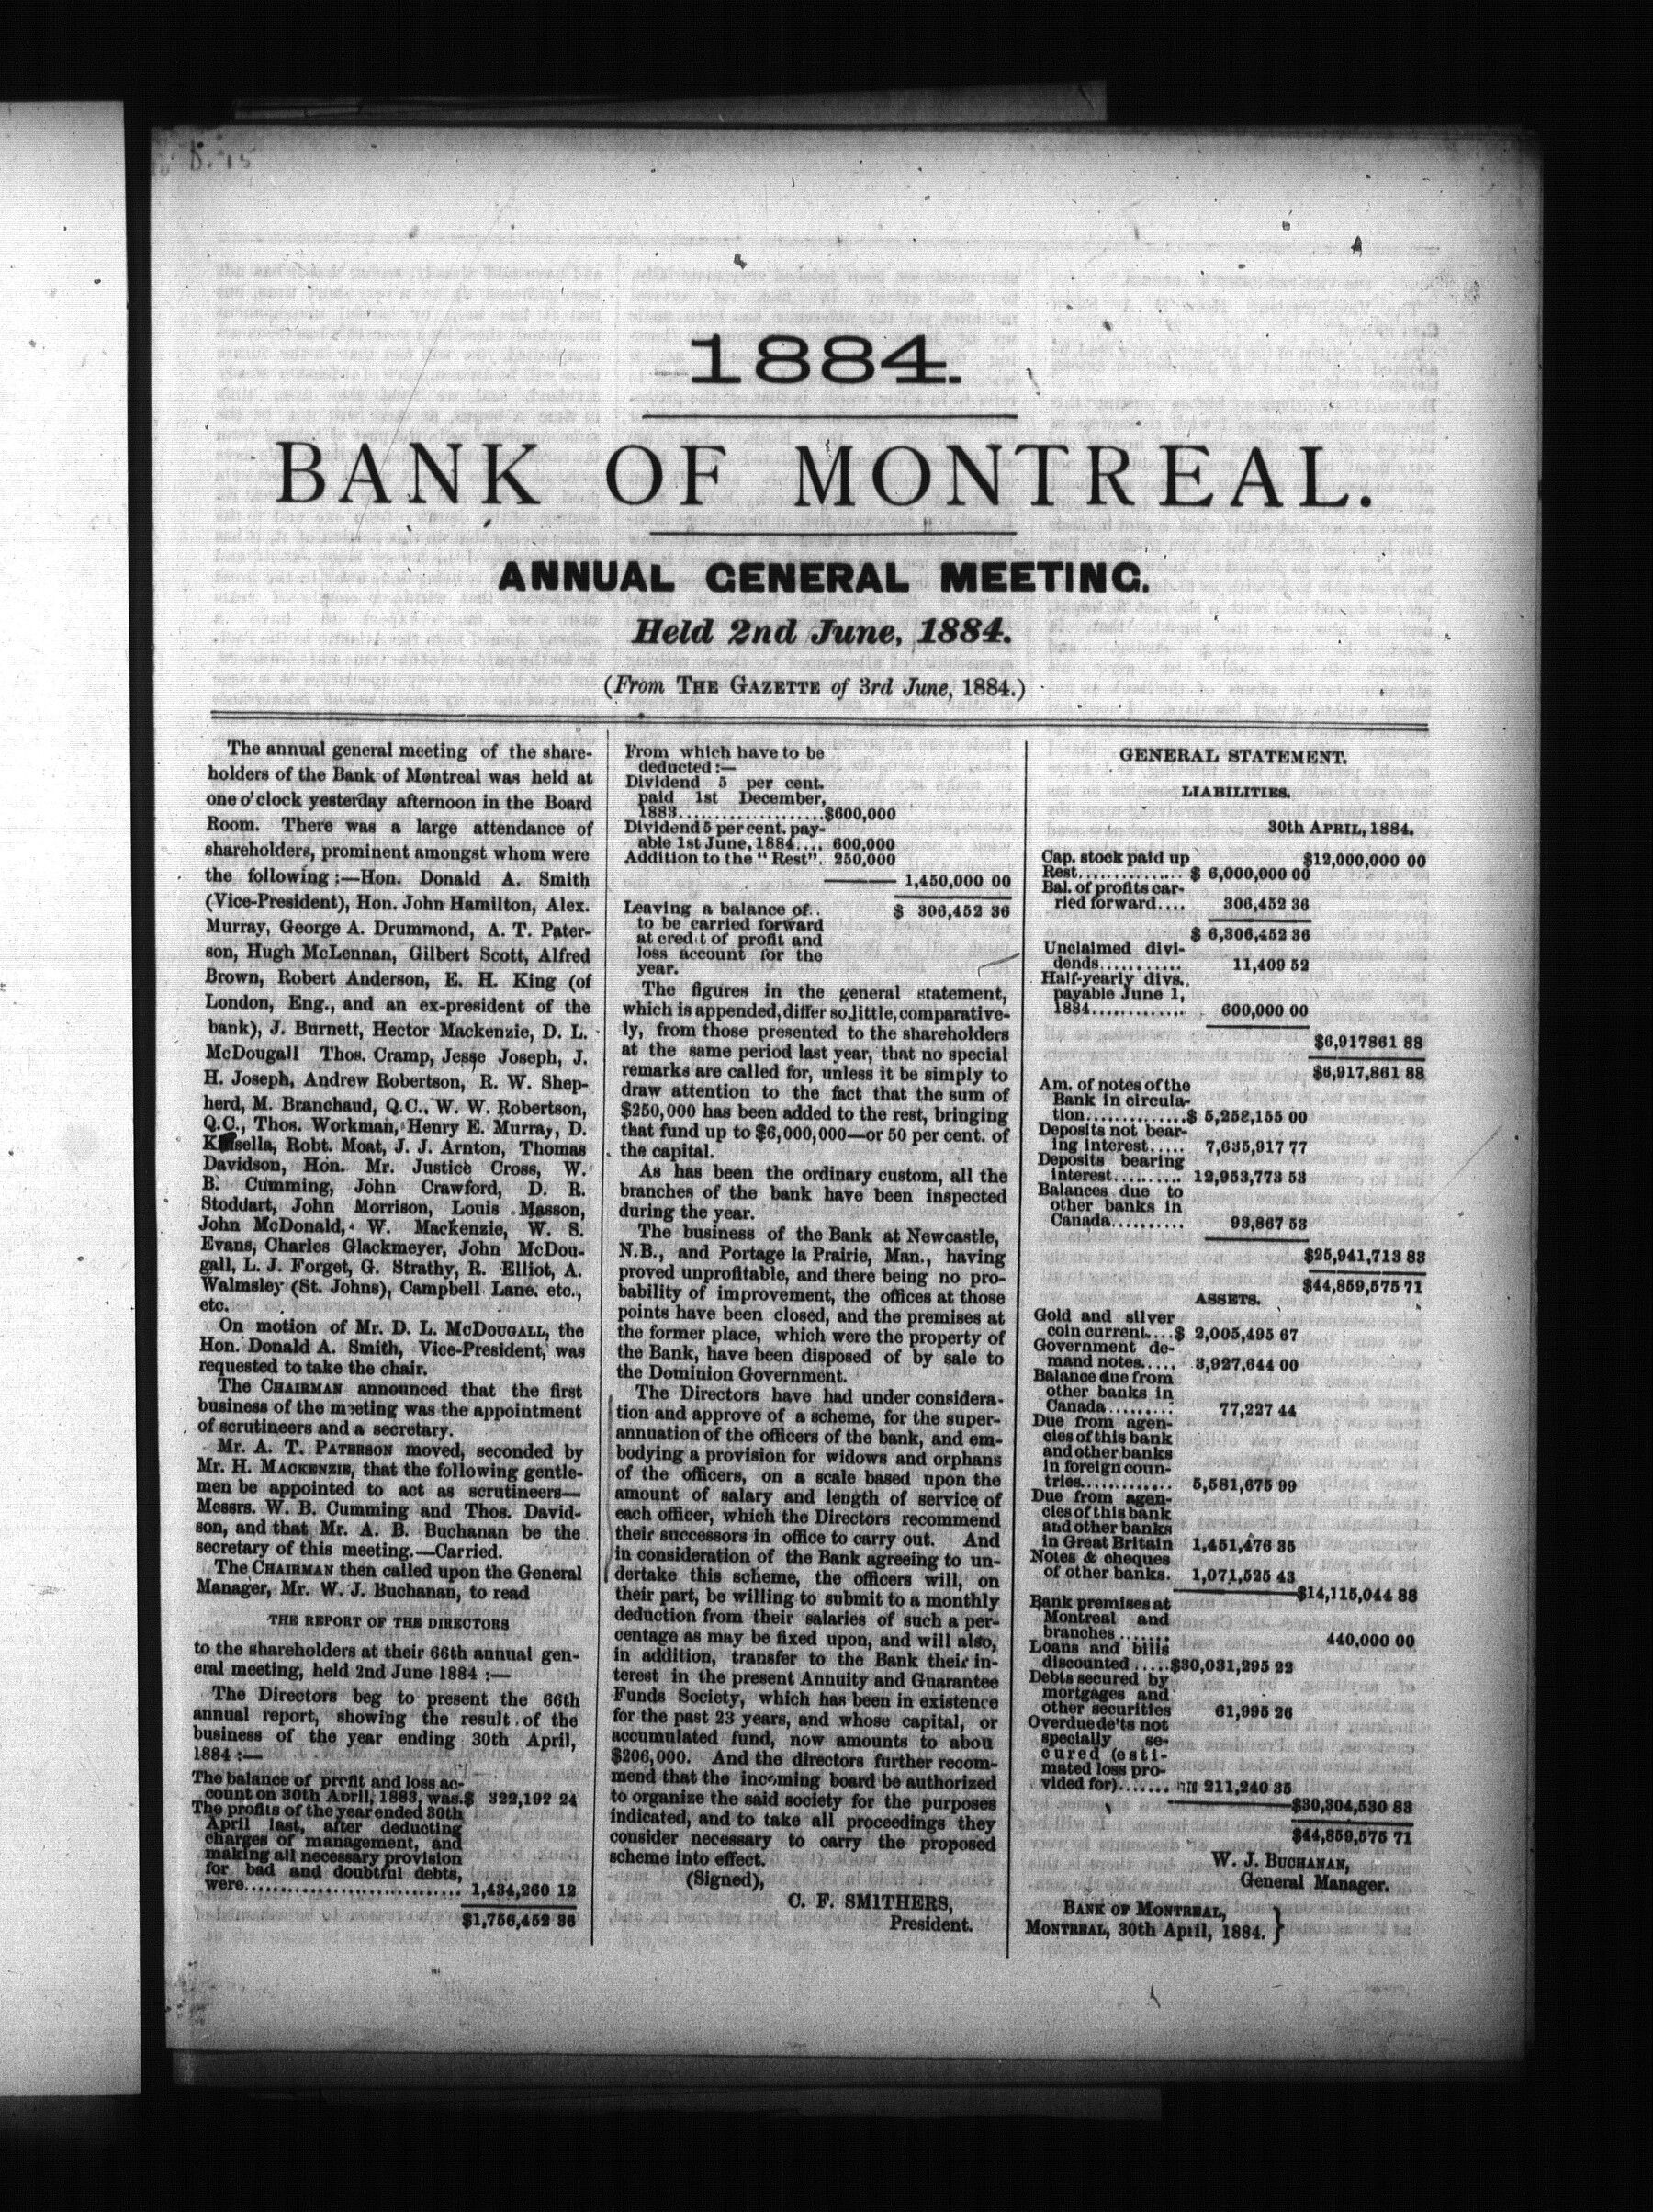 1884.
BANK OF MONTREAL.
ANNUAL GENERAL MEETING.
Held 2nd June, 1884.
(From THE GAZETTE of 3rd June, 1884.)
The annual general meeting of the share-
holders of the Bank of Montreal was held at
one o'clock yesterday afternoon in the Board
Room. There was a large attendance of
shareholders, prominent amongst whom were
the following :—Hon. Donald A. Smith
(Vice-President), Hon. John Hamilton, Alex.
Murray, George A. Drummond, A. T. Pater-
son, Hugh McLennan, Gilbert Scott, Alfred
Brown, Robert Anderson, E. H. King (of
London, Eng., and an ex-president of the
bank), J. Burnett, Hector Mackenzie, D. L.
McDougall Thos. Cramp, Jesse Joseph, J.
H. Joseph, Andrew Robertson, R. W. Shep-
herd, M. Branchaud, Q.C., W. W. Robertson,
Q.C., Thos. Workman, Henry E. Murray, D.
Kinsella, Robt. Moat, J. J. Arnton, Thomas
Davidson, Hon. Mr. Justice Cross, W.
B. Cumming, John Crawford, D. R.
Stoddart, John Morrison, Louis Masson,
John McDonald, W. Mackenzie, W. S.
Evans, Charles Glackmeyer, John McDou-
gall, L. J. Forget, G. Strathy, R. Elliot, A.
Walmsley (St. Johns), Campbell Lane. etc.,
etc.
On motion of Mr. D. L. McDOUGALL, the
Hon. Donald A. Smith, Vice-President, was
requested to take the chair.
The CHAIRMAN announced that the first
business of the meeting was the appointment
of scrutineers and a secretary.
Mr. A. T. PATERSON moved, seconded by
Mr. H. MACKENZIE, that the following gentle-
men be appointed to act as scrutineers—
Messrs. W. B. Cumming and Thos. David-
son, and that Mr. A. B. Buchanan be the
secretary of this meeting.—Carried.
The CHAIRMAN then called upon the General
Manager, Mr. W. J. Buchanan, to read
THE REPORT OF THE DIRECTORS
to the shareholders at their 66th annual gen-
eral meeting, held 2nd June 1884 :—
The Directors beg to present the 66th
annual report, showing the result of the
business of the year ending 30th April,
1884 :—
The balance of profit and loss ac-
count on 30th April, 1883, was.$ 322,192 24
The profits of the year ended 30th
April last, after deducting
charges of management, and
making all necessary provision
for bad and doubtful debts,
were............................ 1,434,260 12
$1,756,452 36
From which have to be
deducted :—
Dividend 5 per cent.
paid 1st December,
1883....................$600,000
Dividend 5 per cent. pay-
able 1st June, 1884.... 600,000
Addition to the "Rest". 250,000
——— 1,450,000 00
Leaving a balance of.. $ 306,452 36
to be carried forward
at credit of profit and
loss account for the
year.
The figures in the general statement,
which is appended, differ so little, comparative-
ly, from those presented to the shareholders
at the same period last year, that no special
remarks are called for, unless it be simply to
draw attention to the fact that the sum of
$250,000 has been added to the rest, bringing
that fund up to $6,000,000—or 50 per cent. of
the capital.
As has been the ordinary custom, all the
branches of the bank have been inspected
during the year.
The business of the Bank at Newcastle,
N.B., and Portage la Prairie, Man., having
proved unprofitable, and there being no pro-
bability of improvement, the offices at those
points have been closed, and the premises at
the former place, which were the property of
the Bank, have been disposed of by sale to
the Dominion Government.
The Directors have had under considera-
tion and approve of a scheme, for the super-
annuation of the officers of the bank, and em-
bodying a provision for widows and orphans
of the officers, on a scale based upon the
amount of salary and length of service of
each officer, which the Directors recommend
their successors in office to carry out. And
in consideration of the Bank agreeing to un-
dertake this scheme, the officers will, on
their part, be willing to submit to a monthly
deduction from their salaries of such a per-
centage as may be fixed upon, and will also,
in addition, transfer to the Bank their in-
terest in the present Annuity and Guarantee
Funds Society, which has been in existence
for the past 23 years, and whose capital, or
accumulated fund, now amounts to abou
$206,000. And the directors further recom-
mend that the incoming board be authorized
to organize the said society for the purposes
indicated, and to take all proceedings they
consider necessary to carry the proposed
scheme into effect.
(Signed),
C. F. SMITHERS,
President.
GENERAL STATEMENT.
LIABILITIES.
30th APRIL, 1884.
Cap. stock paid up $12,000,000 00
Rest.............. $ 6,000,000 00
Bal. of profits car-
ried forward.... 306,452 36
$ 6,306,452 36
Unclaimed divi-
dends........... 11,409 52
Half-yearly divs.
payable June 1,
1884............. 600,000 00
$6,917861 88
$6,917,861 88
Am. of notes of the
Bank in circula-
tion.............$ 5,258,155 00
Deposits not bear-
ing interest..... 7,635,917 77
Deposits bearing
interest.......... 12,953,773 53
Balances due to
other banks in
Canada.......... 93,867 53
$25,941,713 83
$44,859,575 71
ASSETS.
Gold and silver
coin current....$ 2,005,495 67
Government de-
mand notes..... 3,927,644 00
Balance due from
other banks in
Canada......... 77,227 44
Due from agen-
cies of this bank
and other banks
in foreign coun-
tries............. 5,581,675 99
Due from agen-
cies of this bank
and other banks
in Great Britain 1,451,476 35
Notes & cheques
of other banks. 1,071,525 43
$14,115,044 88
Bank premises at
Montreal and
branches ....... 440,000 00
Loans and bills
discounted .....$30,031,295 22
Debts secured by
mortgages and
other securities 61,995 26
Overdue de'ts not
specially se-
cured (esti-
mated loss pro-
vided for)....... 211,240 35
$30,304,530 83
$44,859,575 71
W. J. BUCHANAN,
General Manager.
BANK OF MONTREAL,
MONTREAL, 30th April, 1884. }